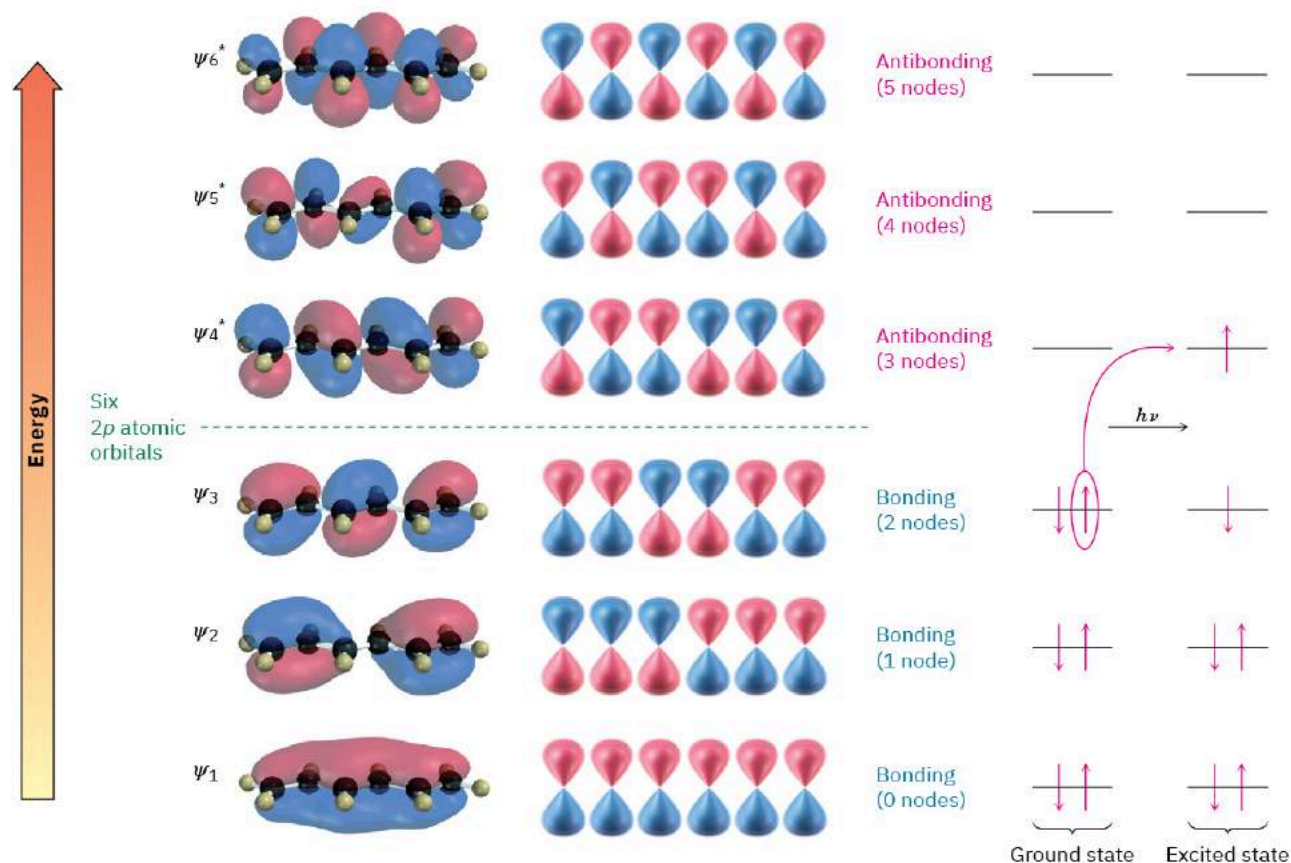 ψ6*
Antibonding
(5 nodes)
ψ5*
Antibonding
(4 nodes)
ψ4*
Antibonding
(3 nodes)
Energy
Six
2p atomic
orbitals
hν
ψ3
Bonding
(2 nodes)
ψ2
Bonding
(1 node)
ψ1
Bonding
(0 nodes)
Ground state
Excited state